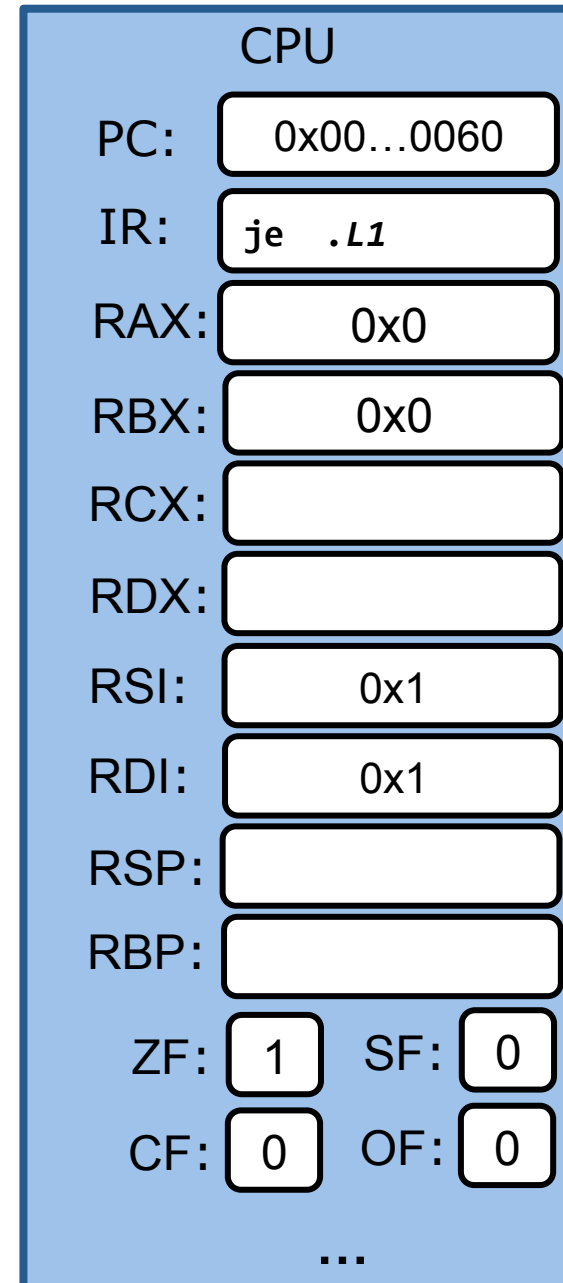 CPU
PC: 0x00…0060
IR: je .L1
RAX: 0x0
RBX: 0x0
RCX:
RDX:
RSI: 0x1
RDI: 0x1
RSP:
RBP:
ZF: 1 SF: 0
CF: 0 OF: 0
…